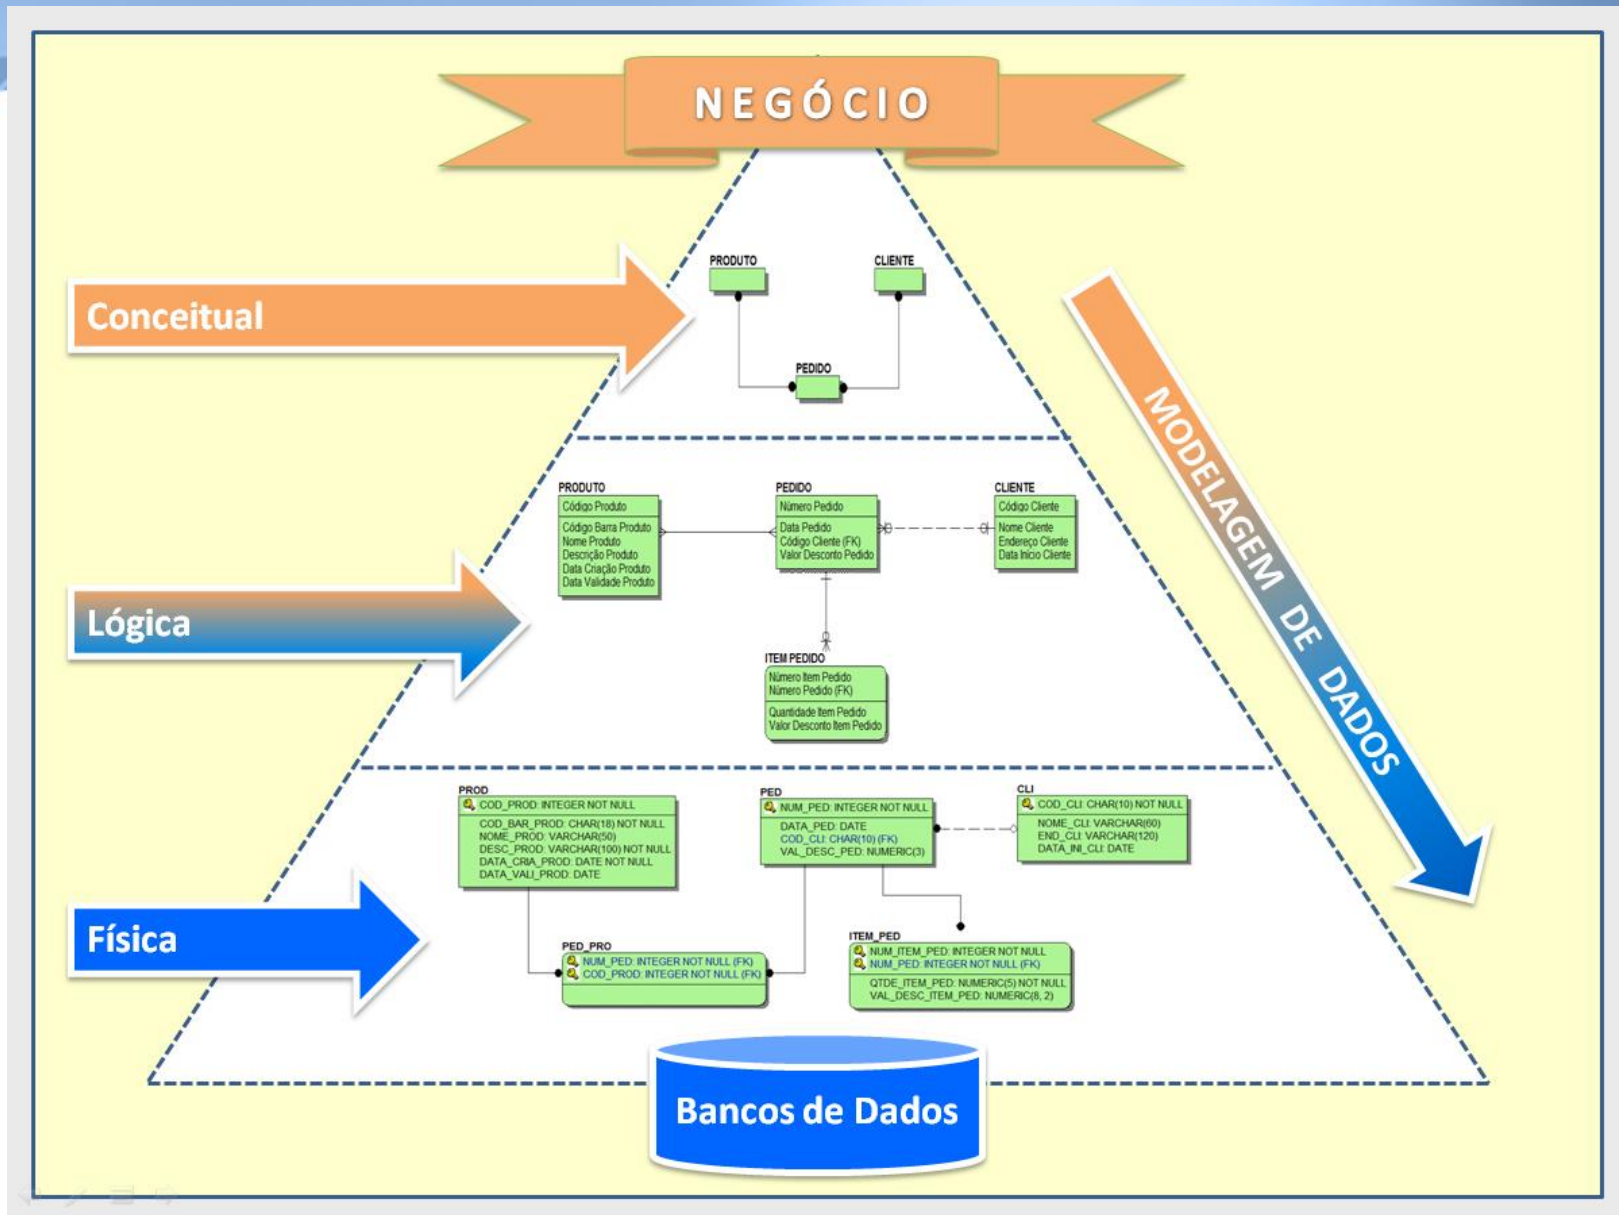 NEGÓCIO
Conceitual
PRODUTO
CLIENTE
PEDIDO
MODELAGEM DE DADOS
Lógica
PRODUTO
Código Produto
Código Barra Produto
Nome Produto
Descrição Produto
Data Criação Produto
Data Validade Produto
PEDIDO
Número Pedido
Data Pedido
Código Cliente (FK)
Valor Desconto Pedido
CLIENTE
Código Cliente
Nome Cliente
Endereço Cliente
Data Inicio Cliente
ITEM PEDIDO
Número Item Pedido
Número Pedido (FK)
Quantidade Item Pedido
Valor Desconto Item Pedido
Física
PROD
COD_PROD: INTEGER NOT NULL
COD_BAR_PROD: CHAR(18) NOT NULL
NOME_PROD: VARCHAR(50)
DESC_PROD: VARCHAR(100) NOT NULL
DATA_CRIA_PROD: DATE NOT NULL
DATA_VALI_PROD: DATE
PED
NUM_PED: INTEGER NOT NULL
DATA_PED: DATE
COD_CLI: CHAR(10) (FK)
VAL_DESC_PED: NUMERIC(3)
CLI
COD_CLI: CHAR(10) NOT NULL
NOME_CLI: VARCHAR(60)
END_CLI: VARCHAR(120)
DATA_INI_CLI: DATE
PED_PRO
NUM_PED: INTEGER NOT NULL (FK)
COD_PROD: INTEGER NOT NULL (FK)
ITEM_PED
NUM_ITEM_PED: INTEGER NOT NULL
NUM_PED: INTEGER NOT NULL (FK)
QTDE_ITEM_PED: NUMERIC(5) NOT NULL
VAL_DESC_ITEM_PED: NUMERIC(8, 2)
Bancos de Dados